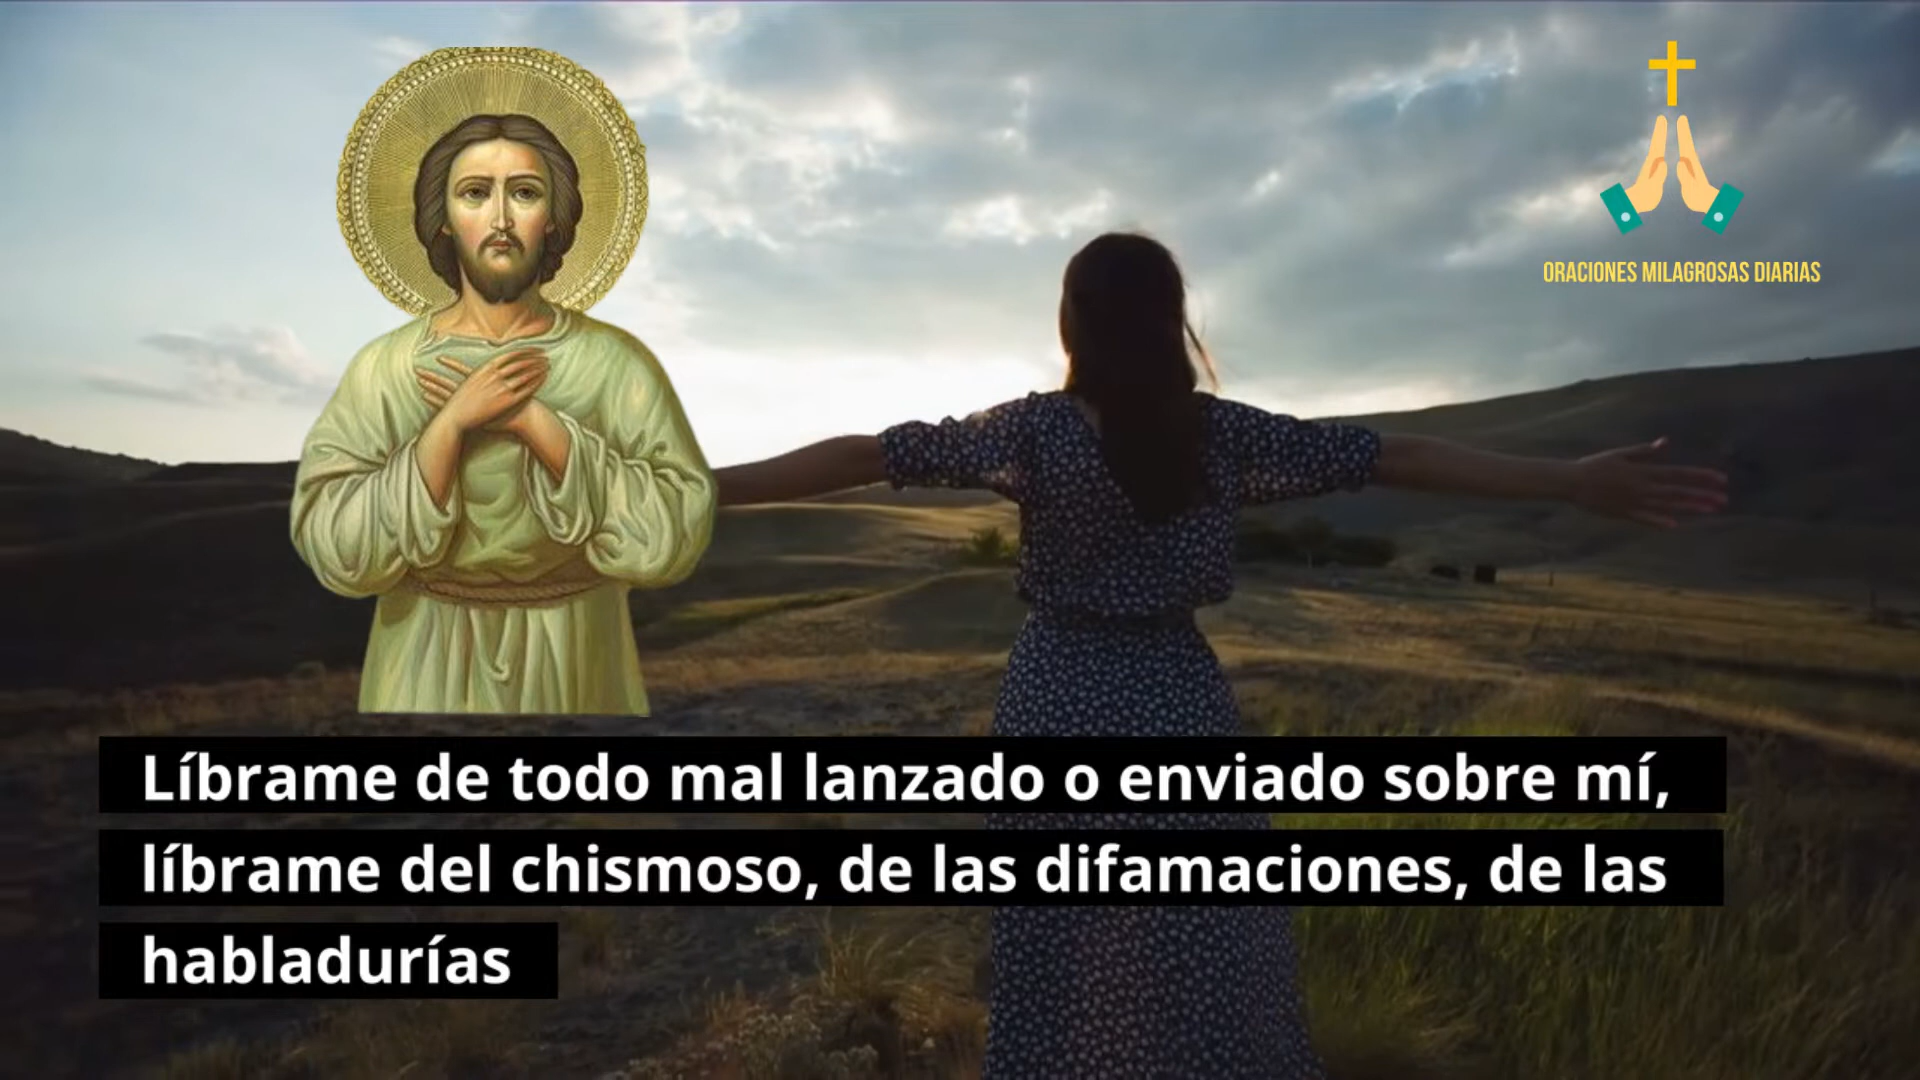 ORACIONES MILAGROSAS DIARIAS
Líbrame de todo mal lanzado o enviado sobre mí,
líbrame del chismoso, de las difamaciones, de las
habladurías